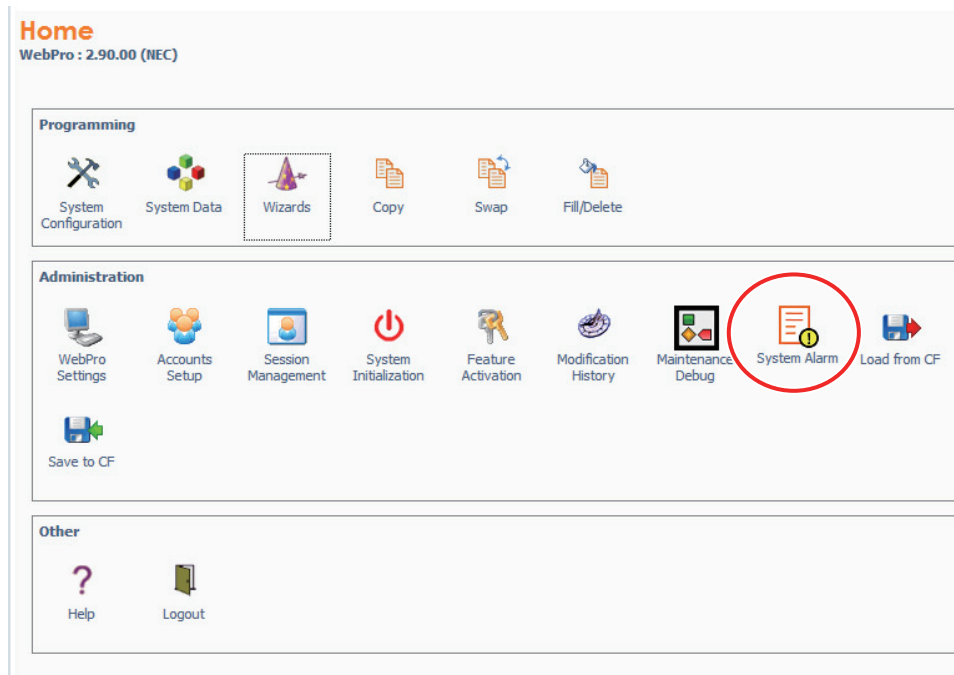 Home
WebPro : 2.90.00 (NEC)
Programming
System Configuration
System Data
Wizards
Copy
Swap
Fill/Delete
Administration
WebPro Settings
Accounts Setup
Session Management
System Initialization
Feature Activation
Modification History
Maintenance Debug
System Alarm
Load from CF
Save to CF
Other
Help
Logout